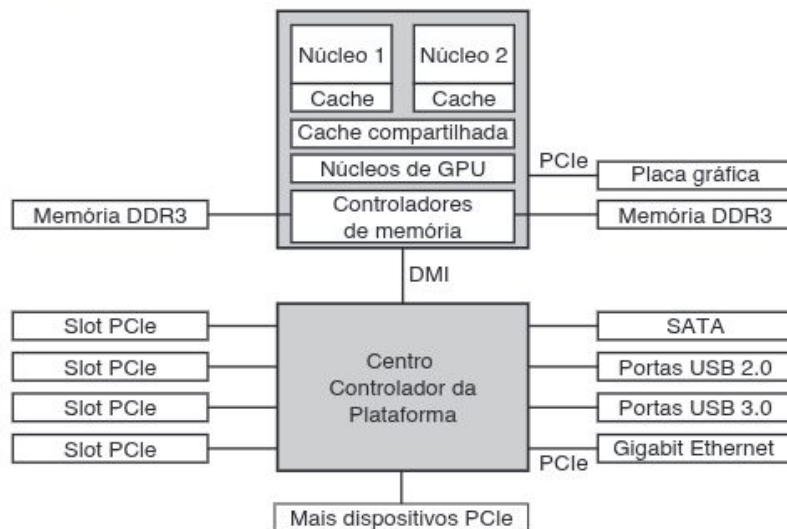 Núcleo 1
Núcleo 2
Cache
Cache
Cache compartilhada
Núcleos de GPU
PCIe
Placa gráfica
Memória DDR3
Controladores
de memória
Memória DDR3
DMI
Slot PCIe
SATA
Slot PCIe
Centro
Controlador da
Plataforma
Portas USB 2.0
Slot PCIe
Portas USB 3.0
Slot PCIe
PCIe
Gigabit Ethernet
Mais dispositivos PCIe